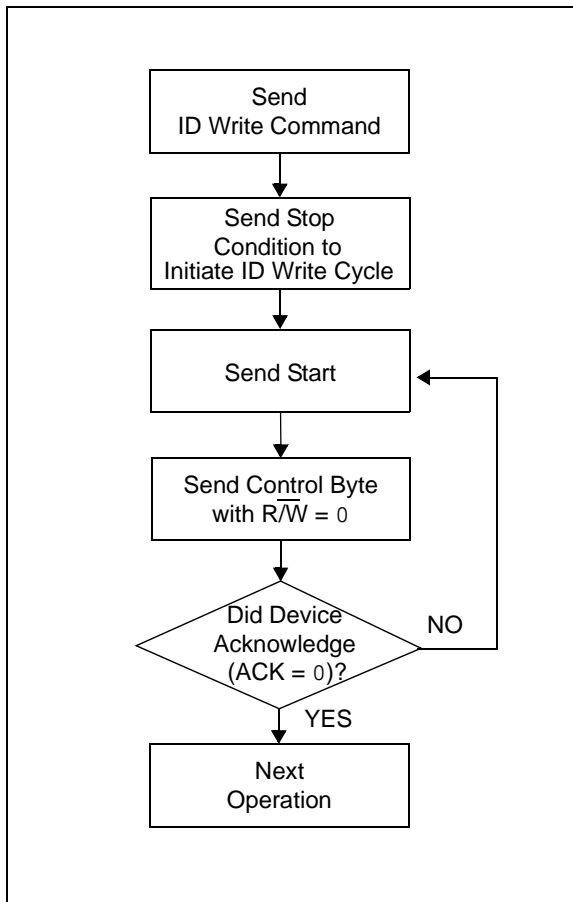 Send
ID Write Command
Send Stop
Condition to
Initiate ID Write Cycle
Send Start
Send Control Byte
with R/W̅ = 0
Did Device
Acknowledge
(ACK = 0)?
NO
YES
Next
Operation